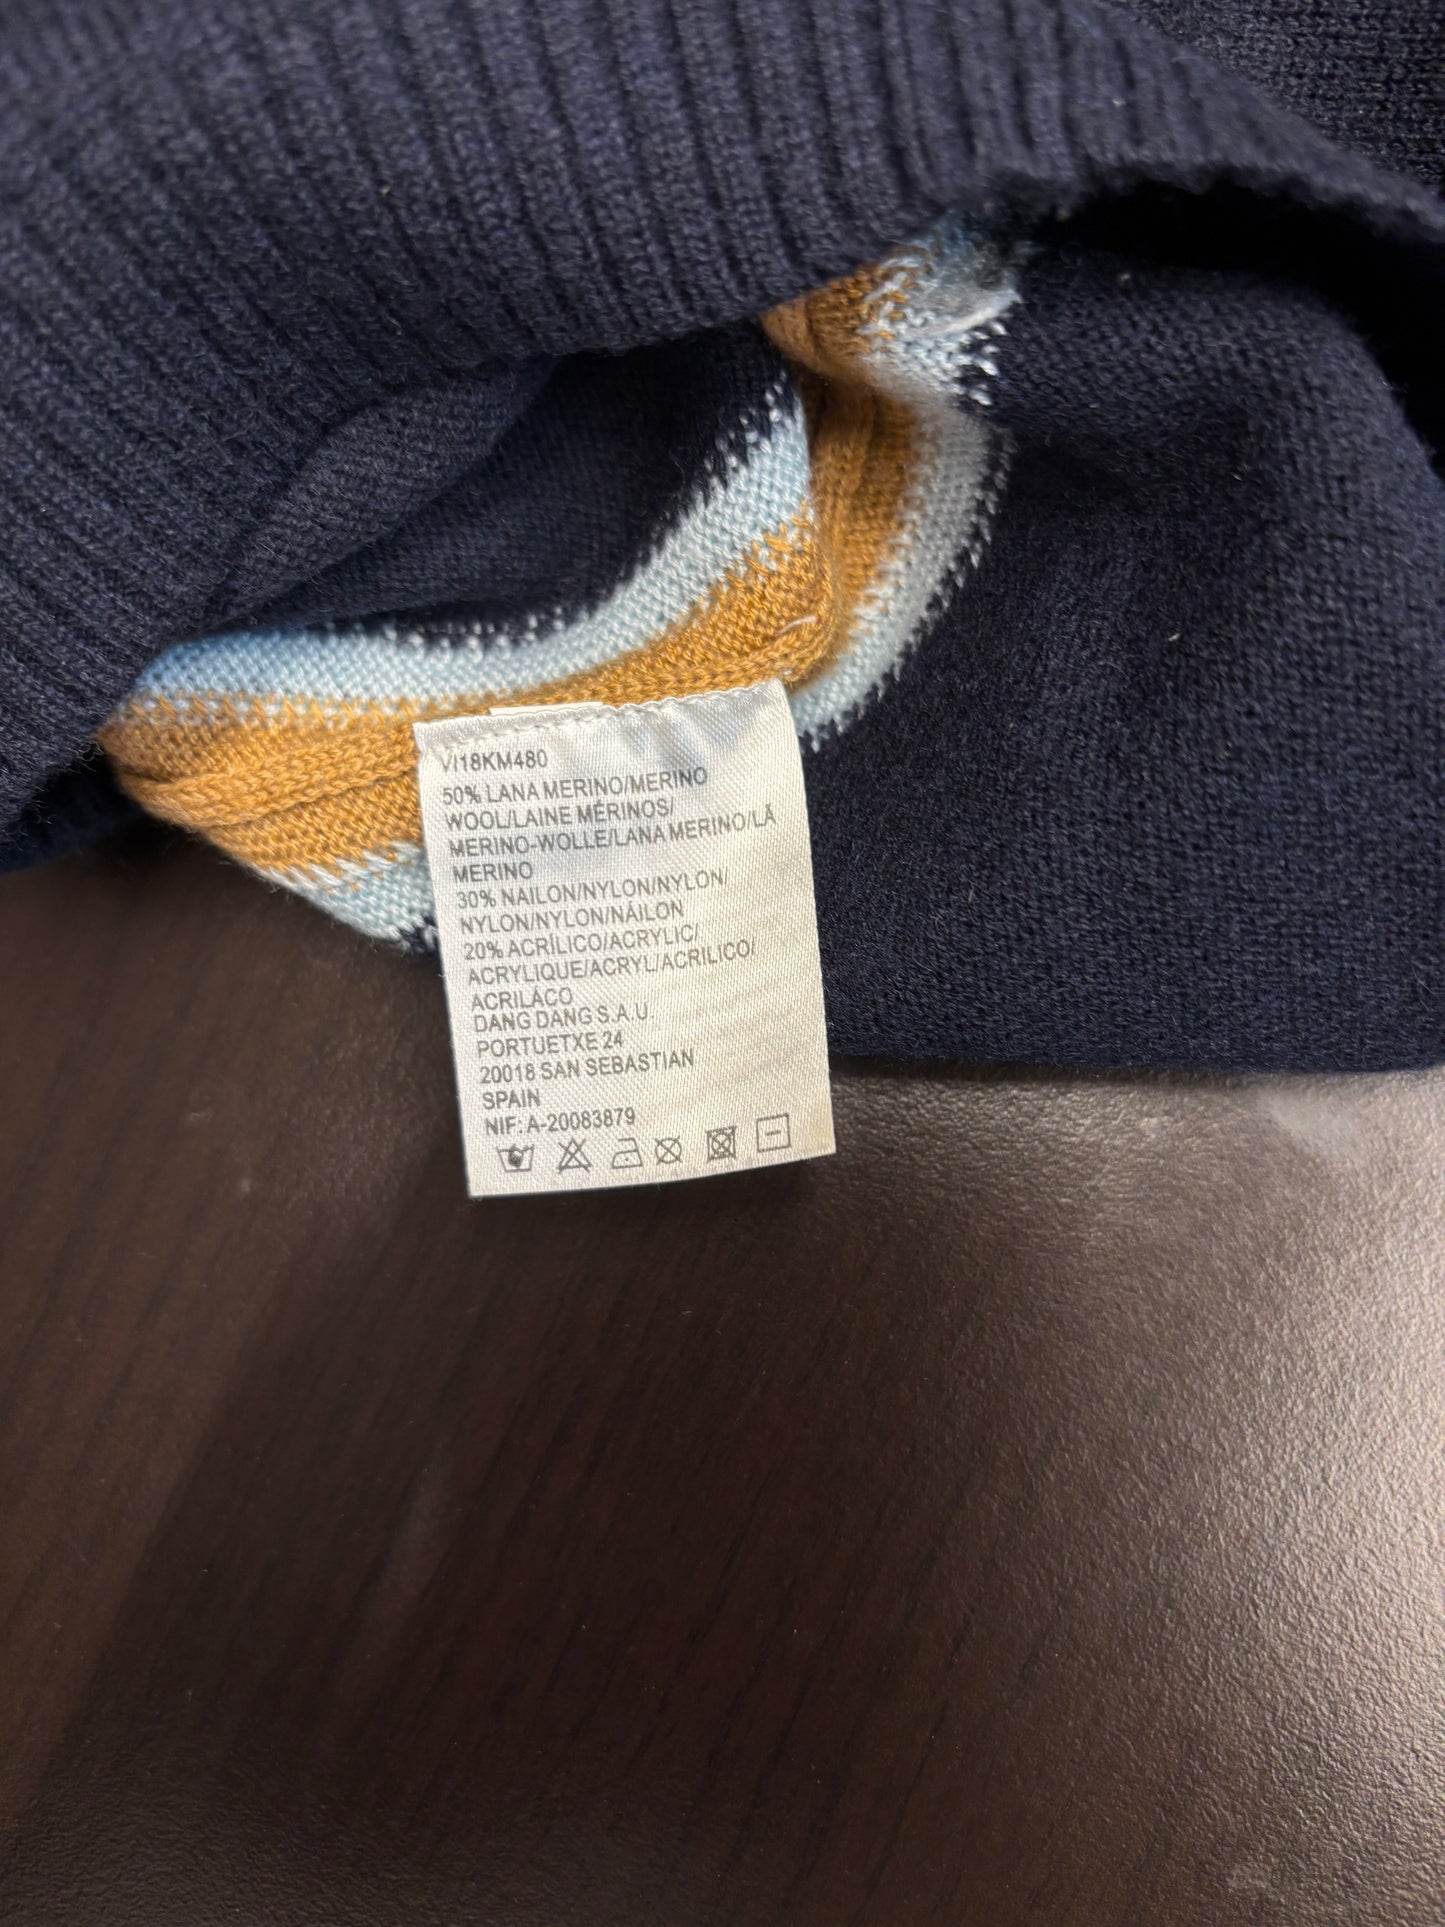 VI18KM480
50% LANA MERINO/MERINO
WOOL/LAINE MÉRINOS/
MERINO-WOLLE/LANA MERINO/LÃ
MERINO
30% NAILON/NYLON/NYLON/
NYLON/NYLON/NÁILON
20% ACRÍLICO/ACRYLIC/
ACRYLIQUE/ACRYL/ACRILICO/
ACRILÁCO
DANG DANG S.A.U.
PORTUETXE 24
20018 SAN SEBASTIAN
SPAIN
NIF: A-20083879